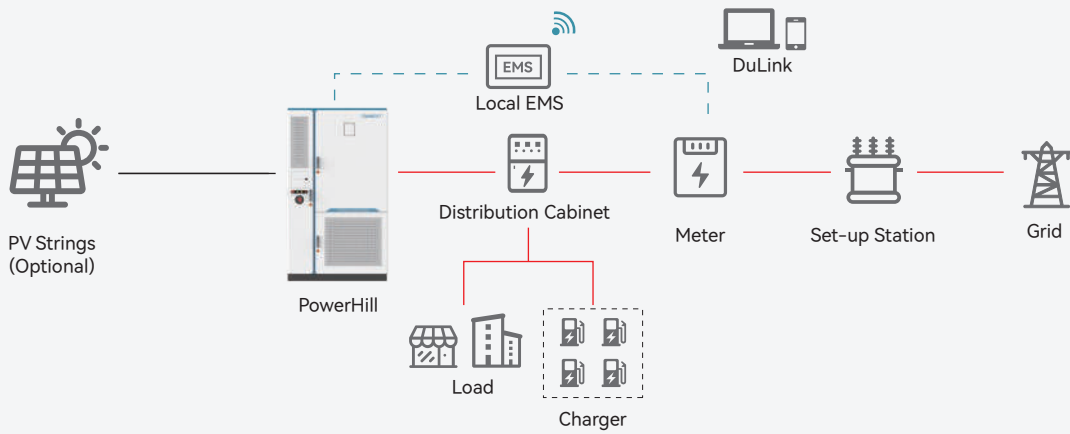 EMS
Local EMS
DuLink
PV Strings
(Optional)
PowerHill
Distribution Cabinet
Meter
Set-up Station
Grid
Load
Charger